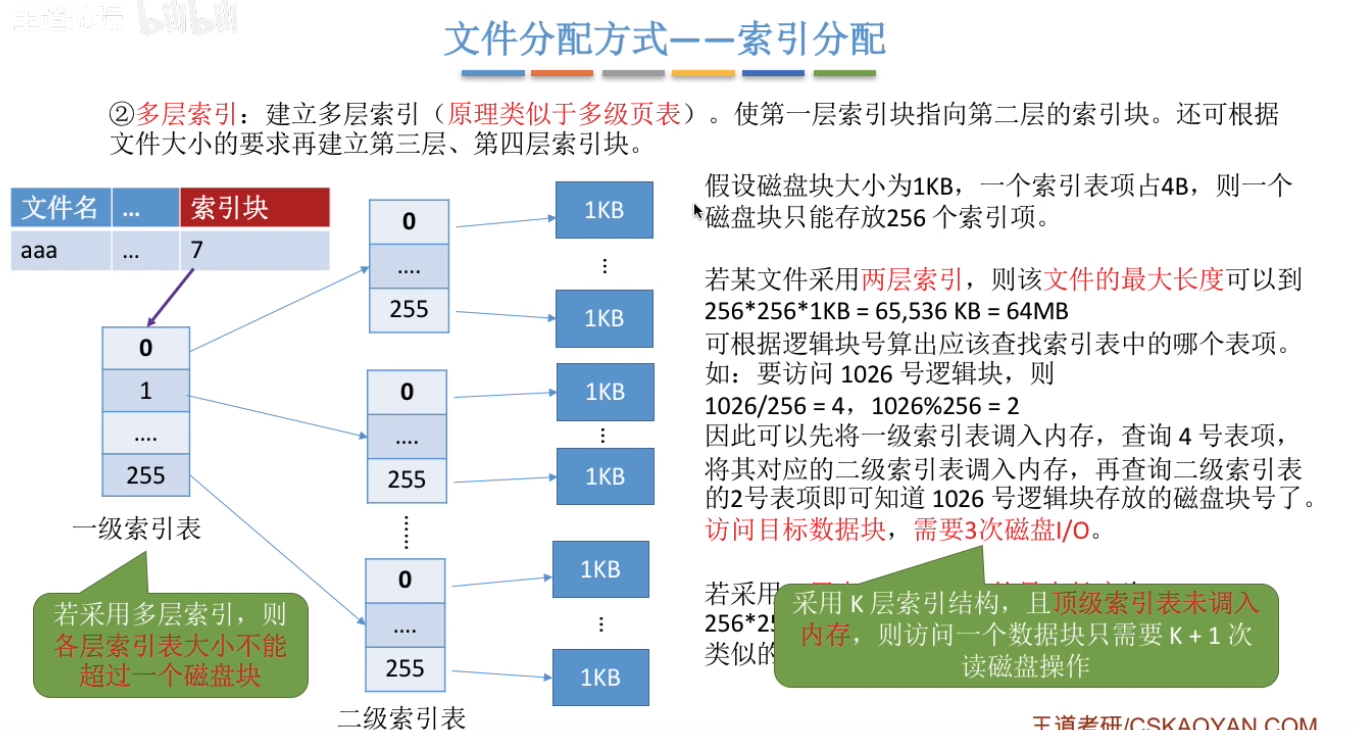 王道论坛 bilibili
文件分配方式——索引分配
②多层索引：建立多层索引（原理类似于多级页表）。使第一层索引块指向第二层的索引块。还可根据
文件大小的要求再建立第三层、第四层索引块。
文件名 ... 索引块
aaa ... 7
0
1
....
255
一级索引表
若采用多层索引，则
各层索引表大小不能
超过一个磁盘块
0
....
255
0
....
255
0
....
255
二级索引表
1KB
1KB
1KB
1KB
1KB
1KB
假设磁盘块大小为1KB，一个索引表项占4B，则一个
磁盘块只能存放256 个索引项。
若某文件采用两层索引，则该文件的最大长度可以到
256*256*1KB = 65,536 KB = 64MB
可根据逻辑块号算出应该查找索引表中的哪个表项。
如：要访问 1026 号逻辑块，则
1026/256 = 4，1026%256 = 2
因此可以先将一级索引表调入内存，查询 4 号表项，
将其对应的二级索引表调入内存，再查询二级索引表
的2号表项即可知道 1026 号逻辑块存放的磁盘块号了。
访问目标数据块，需要3次磁盘I/O。
若采用
256*25
类似的
采用 K 层索引结构，且顶级索引表未调入
内存，则访问一个数据块只需要 K + 1 次
读磁盘操作
王道考研/CSKAOYAN.COM